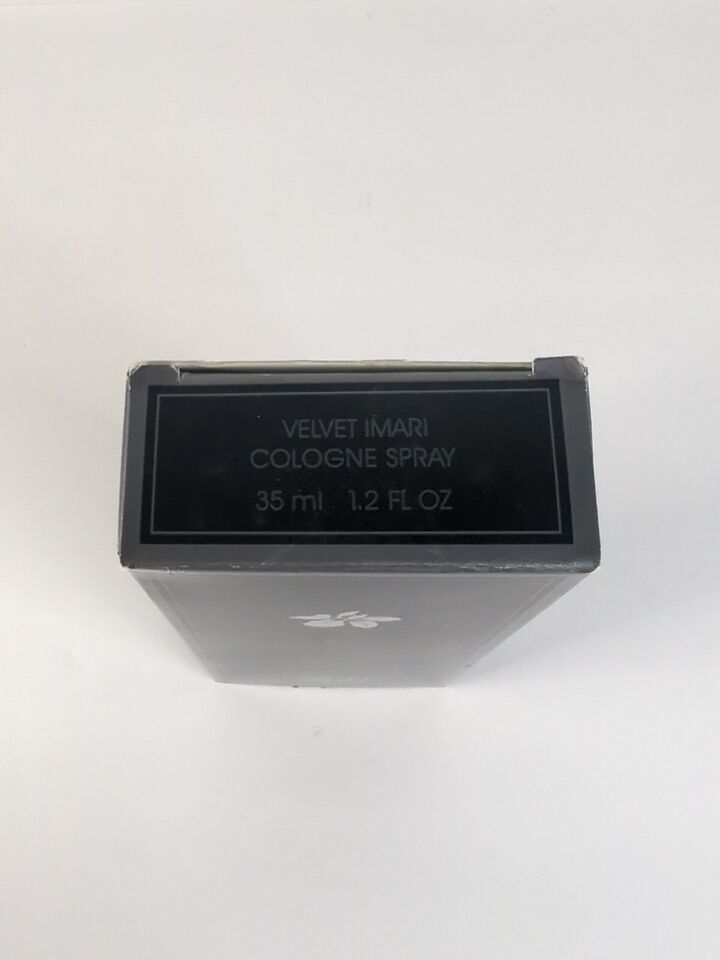 VELVET IMARI
COLOGNE SPRAY
35 ml 1.2 FL OZ